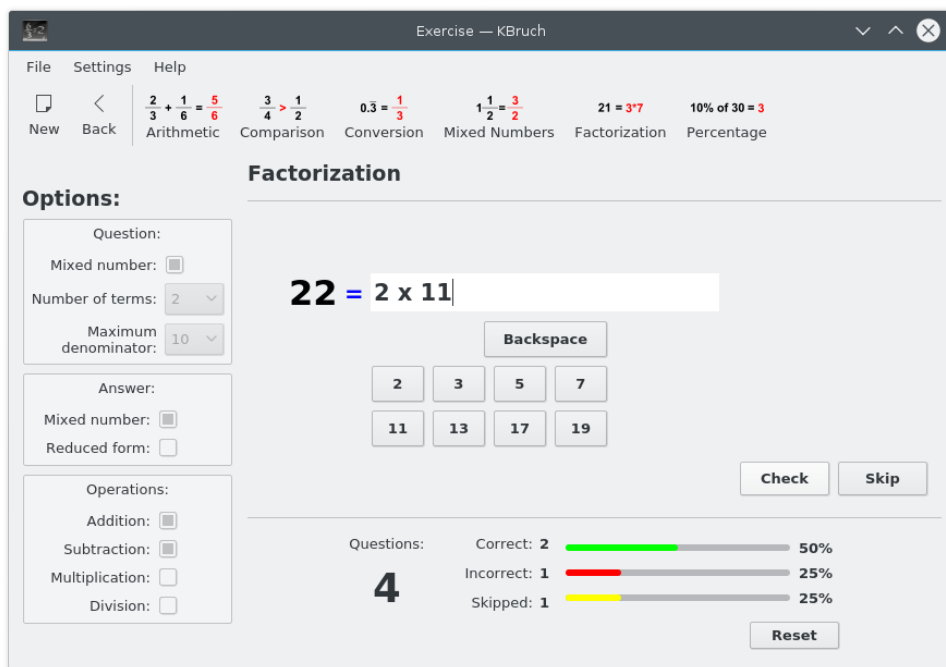 Exercise — KBruch
File Settings Help
New Back
2/3 + 1/6 = 5/6 Arithmetic
3/4 > 1/2 Comparison
0.3̅ = 1/3 Conversion
1 1/2 = 3/2 Mixed Numbers
21 = 3*7 Factorization
10% of 30 = 3 Percentage
Factorization
Options:
Question:
Mixed number:
Number of terms: 2
Maximum
denominator: 10
Answer:
Mixed number:
Reduced form:
Operations:
Addition:
Subtraction:
Multiplication:
Division:
22 = 2 x 11
Backspace
2 3 5 7
11 13 17 19
Check Skip
Questions:
4
Correct: 2 50%
Incorrect: 1 25%
Skipped: 1 25%
Reset